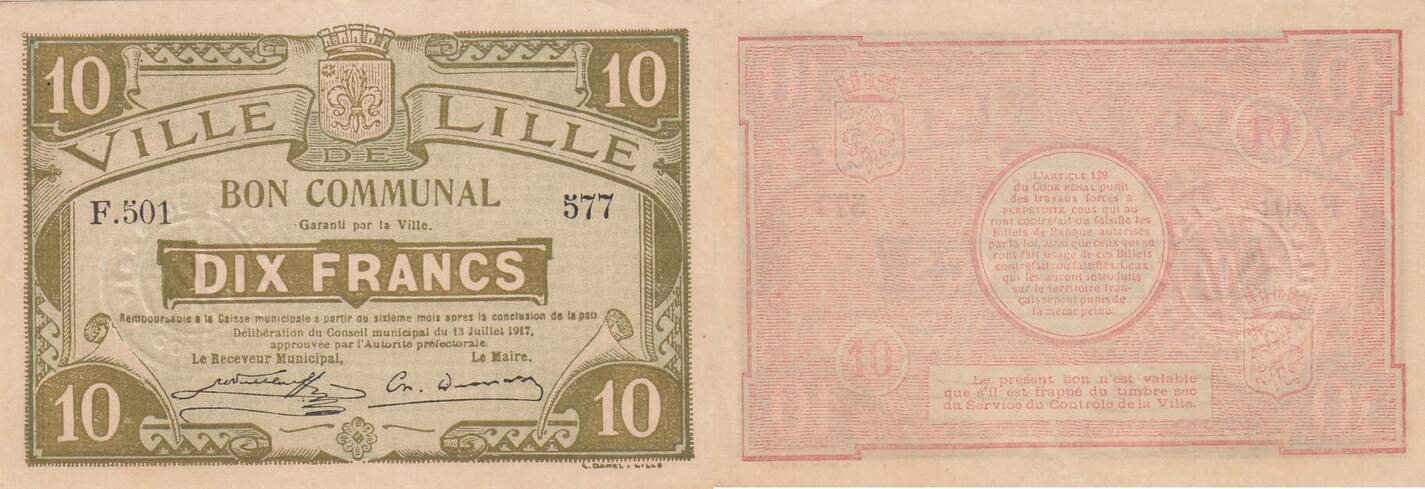 10 10
VILLE DE LILLE
BON COMMUNAL
F.501 577
Garanti par la Ville.
DIX FRANCS
Remboursable a la Caisse municipale a partir du sixième mois apres la conclusion de la paix
Délibération du Conseil municipal du 13 Juillet 1917,
approuvée par l'Autorité préfectorale.
Le Receveur Municipal, Le Maire.
10 10
L. DANEL - LILLE
10
L'ARTICLE 139
du CODE PENAL punit
des travaux forcés à
PERPÉTUITÉ CEUX QUI AU-
ront contrefait ou falsifié les
Billets de Banque autorisés
par la loi, ainsi que ceux qui au
ront fait usage de ces Billets
contrefait ou falsifiés. Ceux
qui les auront introduits
sur le territoire fran-
çais seront punis de
la même peine.
10
Le présent bon n'est valable
que s'il est frappé du timbre sec
du Service du Contrôle de la Ville.